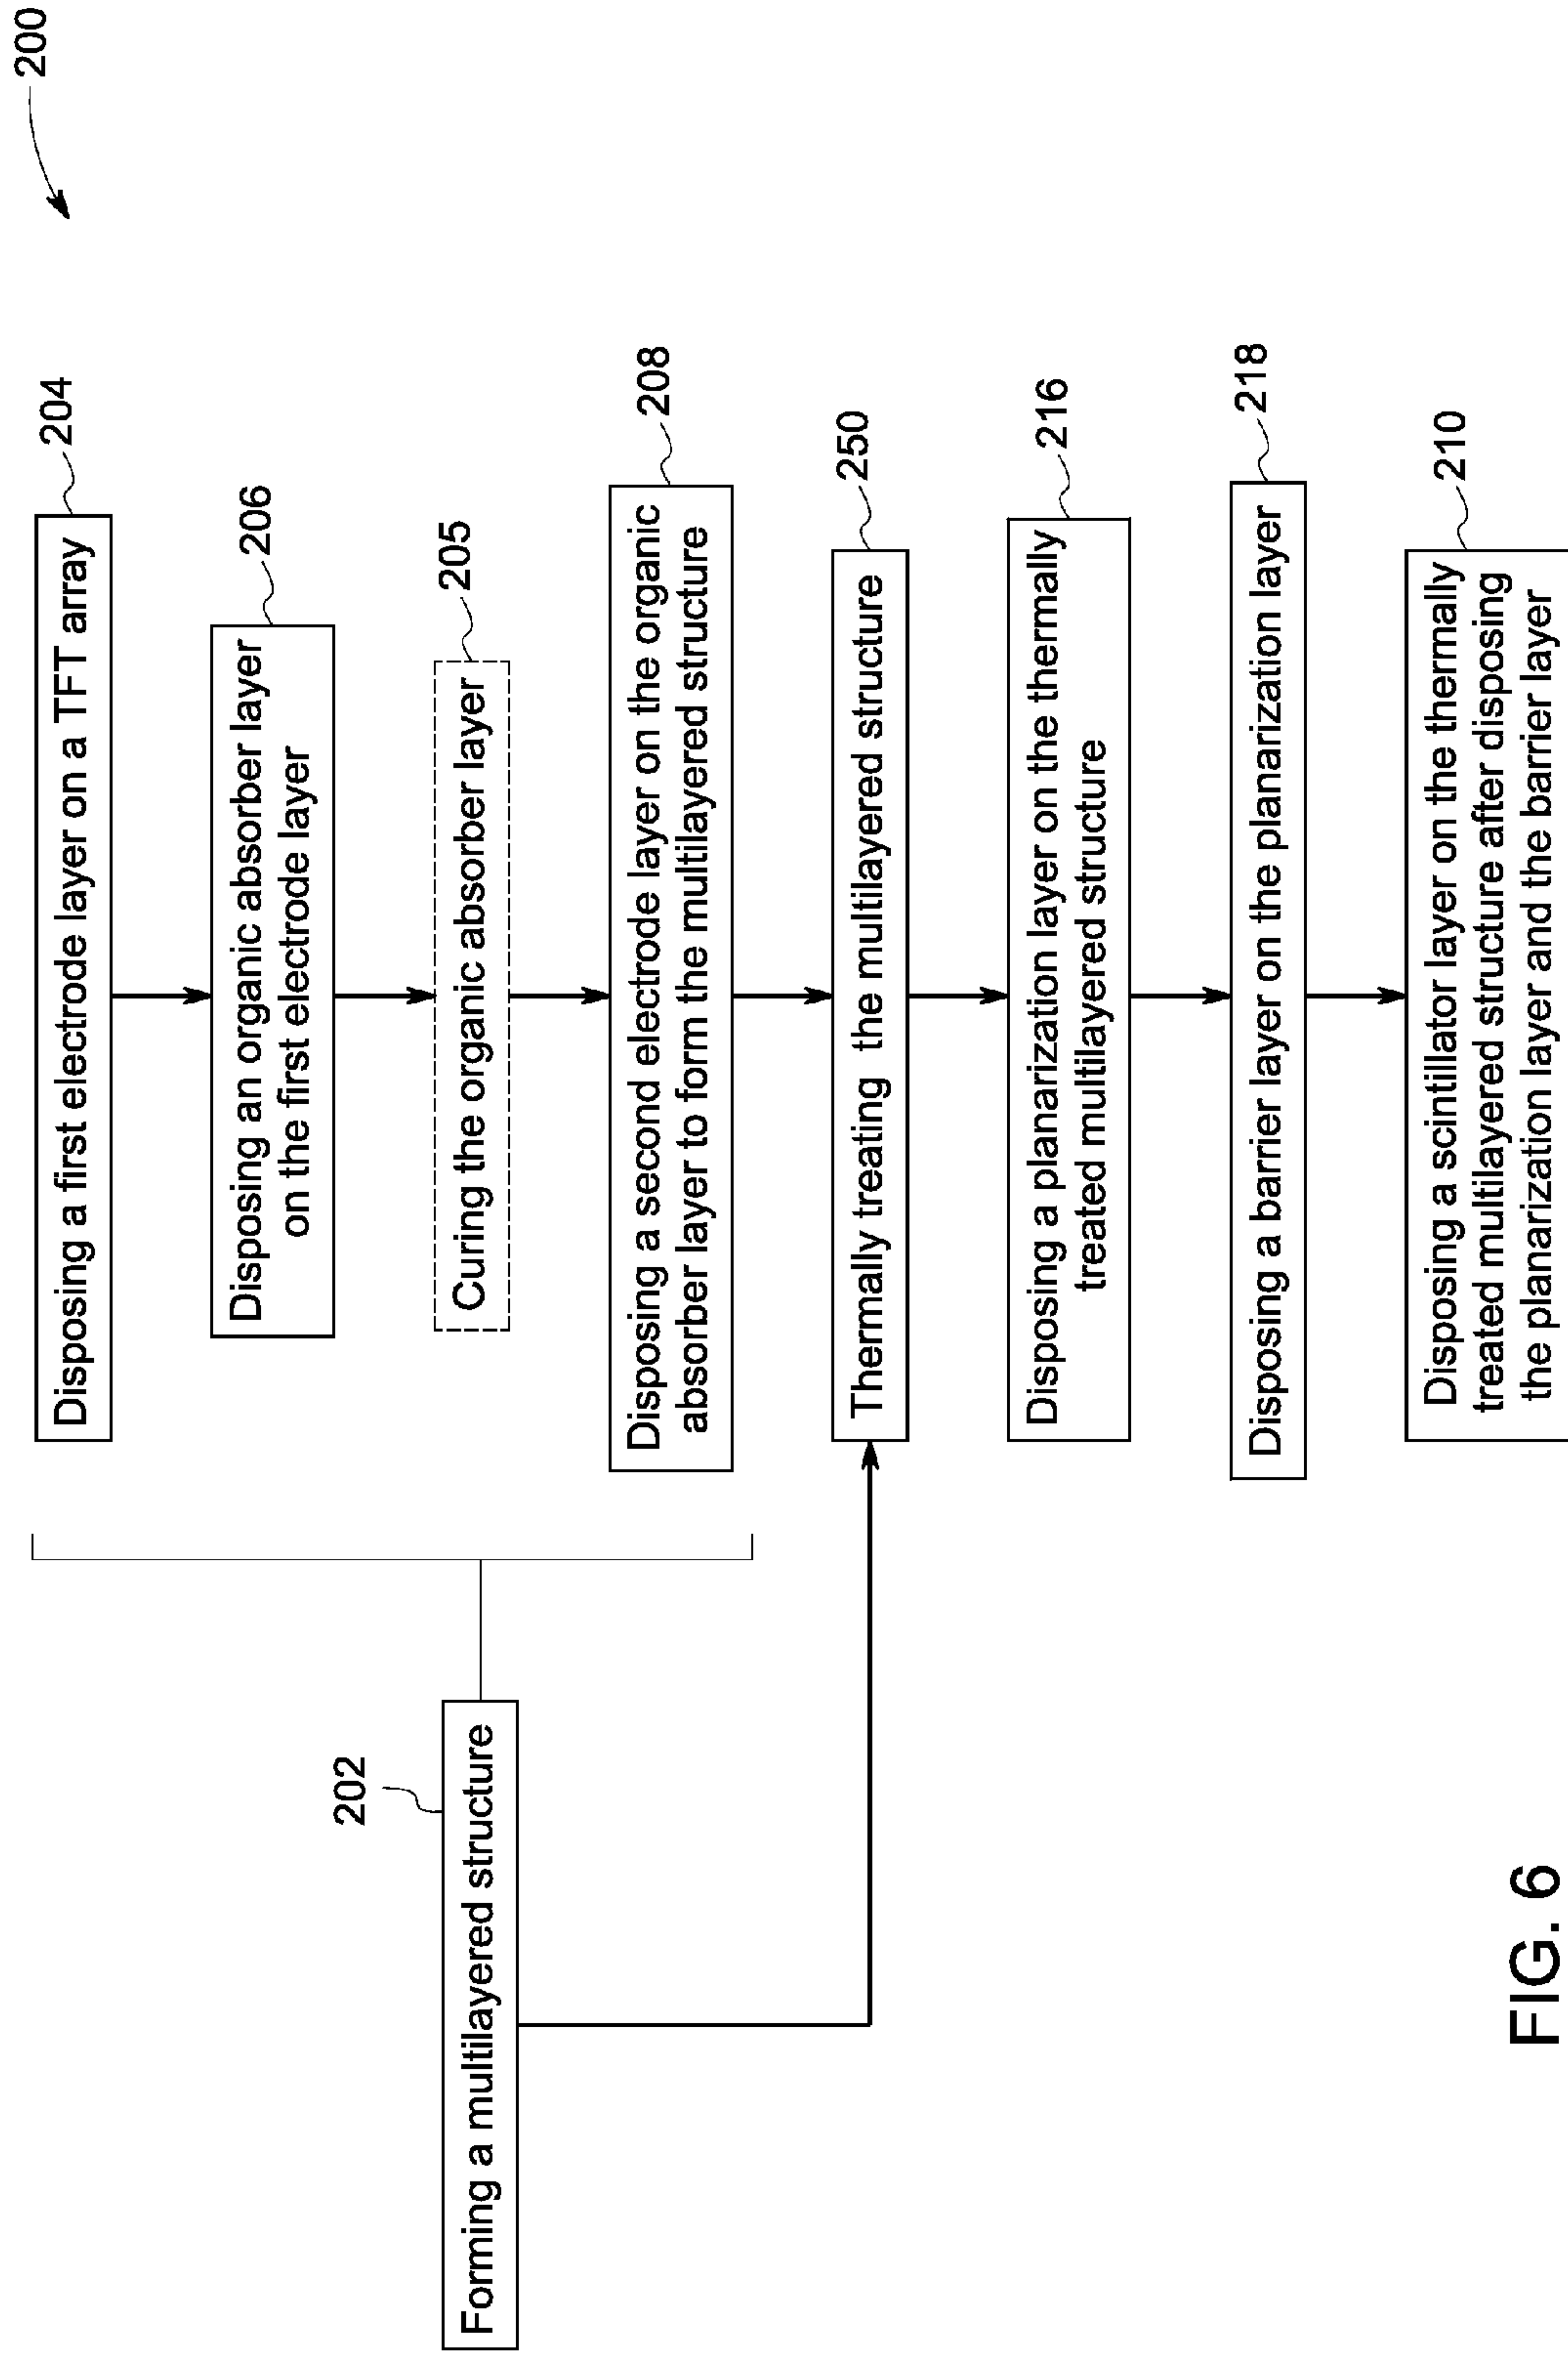 200
Disposing a first electrode layer on a TFT array
204
Disposing an organic absorber layer
on the first electrode layer
206
Curing the organic absorber layer
205
Forming a multilayered structure
202
Disposing a second electrode layer on the organic
absorber layer to form the multilayered structure
208
Thermally treating the multilayered structure
250
Disposing a planarization layer on the thermally
treated multilayered structure
216
Disposing a barrier layer on the planarization layer
218
Disposing a scintillator layer on the thermally
treated multilayered structure after disposing
the planarization layer and the barrier layer
210
FIG. 6